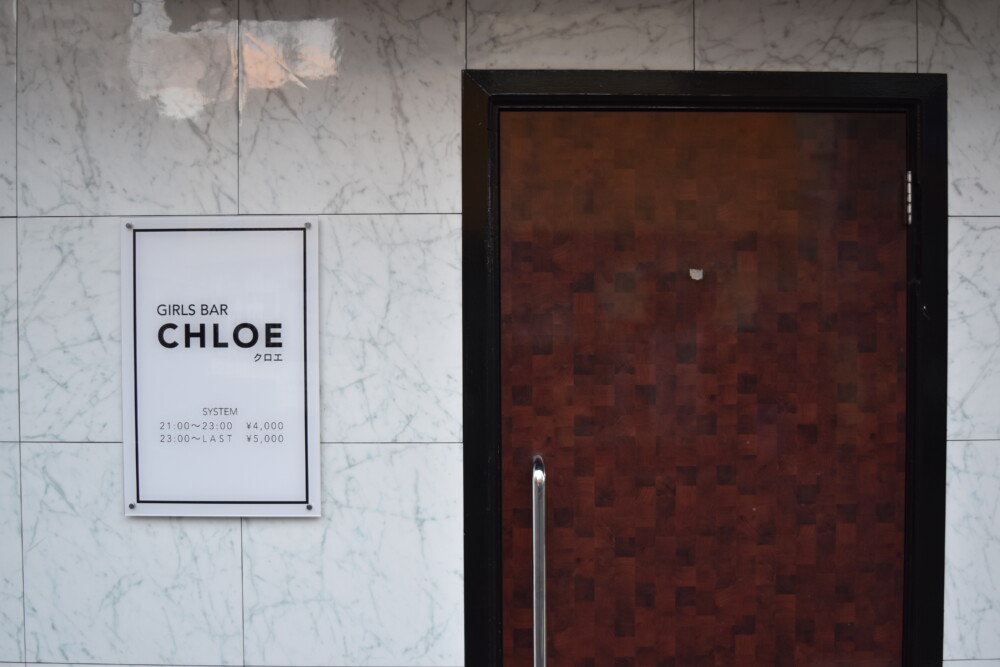 GIRLS BAR
CHLOE
クロエ
SYSTEM
21:00〜23:00 ¥4,000
23:00〜LAST ¥5,000